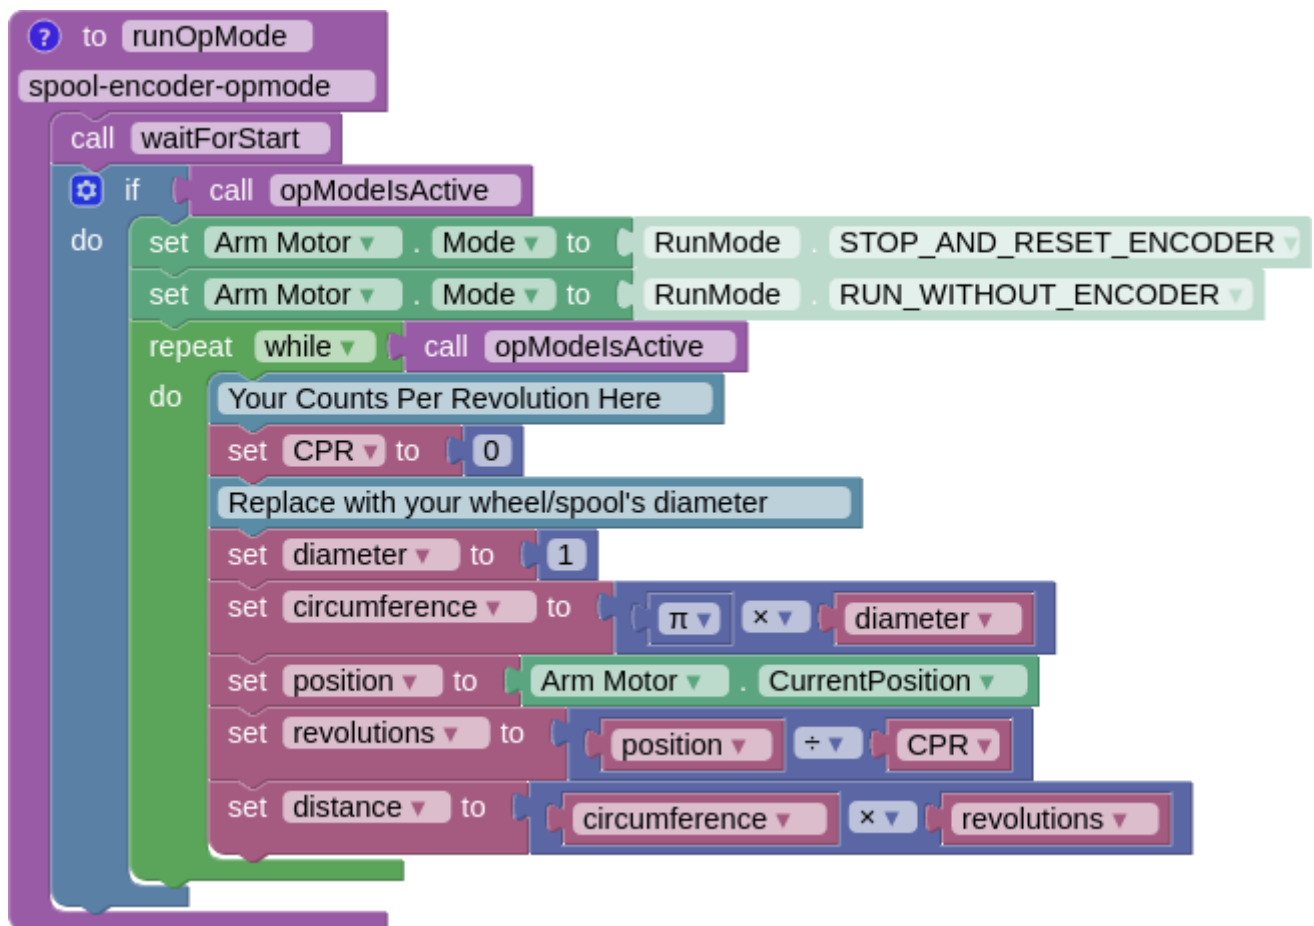 ? to runOpMode
spool-encoder-opmode
call waitForStart
if call opModeIsActive
do set Arm Motor . Mode to RunMode . STOP_AND_RESET_ENCODER
set Arm Motor . Mode to RunMode . RUN_WITHOUT_ENCODER
repeat while call opModeIsActive
do Your Counts Per Revolution Here
set CPR to 0
Replace with your wheel/spool's diameter
set diameter to 1
set circumference to π × diameter
set position to Arm Motor . CurrentPosition
set revolutions to position ÷ CPR
set distance to circumference × revolutions